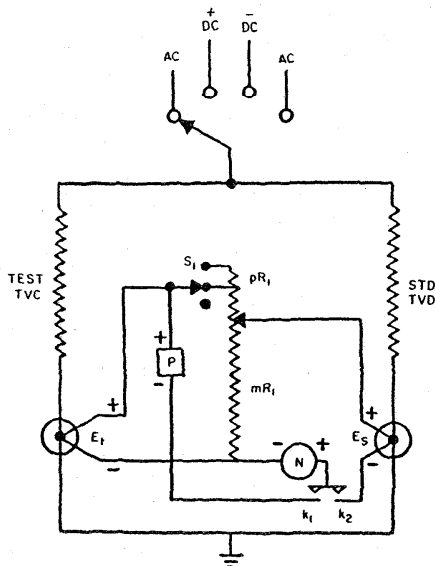 +
DC
−
DC
AC
AC
TEST
TVC
STD
TVD
S₁
pR₁
+
P
−
mR₁
+
Eₜ
−
−
N
+
+
Eₛ
−
k₁
k₂